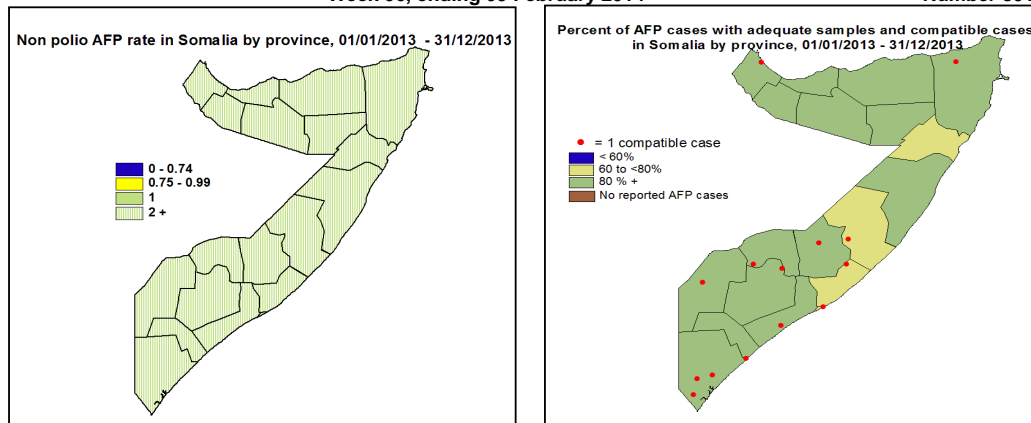 Non polio AFP rate in Somalia by province, 01/01/2013 - 31/12/2013
0 - 0.74
0.75 - 0.99
1
2 +
Percent of AFP cases with adequate samples and compatible cases
in Somalia by province, 01/01/2013 - 31/12/2013
= 1 compatible case
< 60%
60 to <80%
80 % +
No reported AFP cases